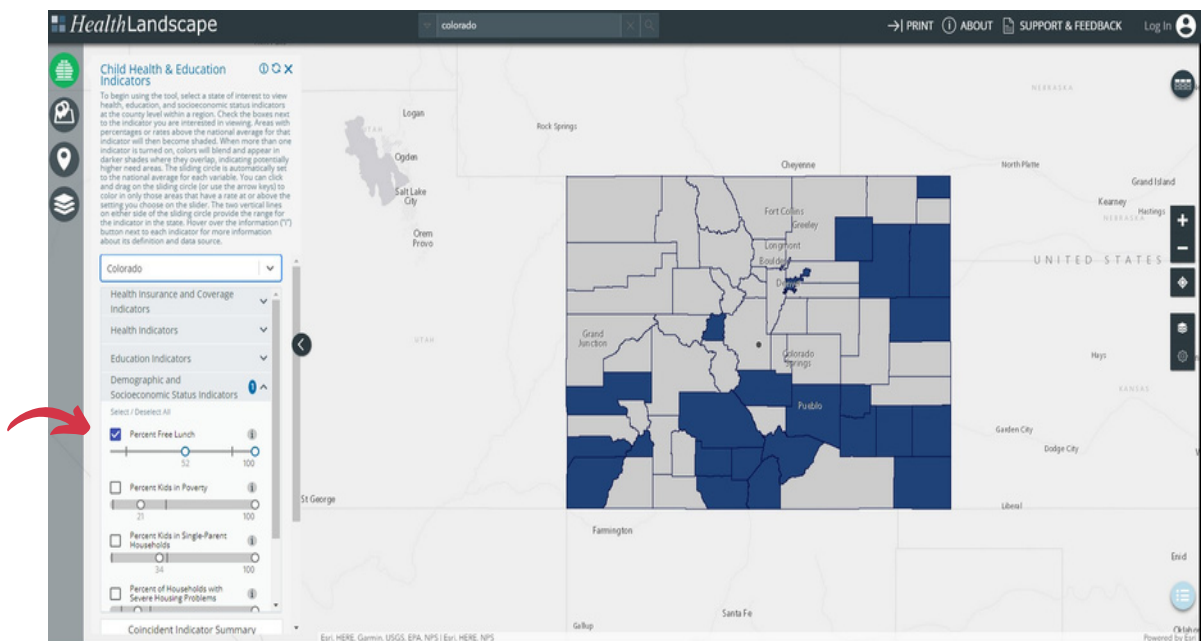 HealthLandscape
colorado
PRINT
ABOUT
SUPPORT & FEEDBACK
Log In
Child Health & Education
Indicators
To begin using the tool, select a state of interest to view
health, education, and socioeconomic status indicators
at the county level within a region. Check the boxes next
to the indicator you are interested in viewing. Areas with
percentages or rates above the national average for that
indicator will then become shaded. When more than one
indicator is turned on, colors will blend and appear in
darker shades where they overlap, indicating potentially
higher need areas. The sliding circle is automatically set
to the national average for each variable. You can click
and drag on the sliding circle (or use the arrow keys) to
color in only those areas that have a rate at or above the
setting you choose on the slider. The two vertical lines
on either side of the sliding circle provide the range for
the indicator in the state. Hover over the information ("i")
button next to each indicator for more information
about its definition and data source.
Colorado
Health Insurance and Coverage
Indicators
Health Indicators
Education Indicators
Demographic and
Socioeconomic Status Indicators
1
Select / Deselect All
Percent Free Lunch
52
100
Percent Kids in Poverty
21
100
Percent Kids in Single-Parent
Households
34
100
Percent of Households with
Severe Housing Problems
Coincident Indicator Summary
NEBRASKA
Logan
Rock Springs
UTAH
Ogden
Cheyenne
North Platte
Grand Island
Salt Lake
City
Kearney
Hastings
NEBRASKA
Fort Collins
Greeley
Orem
Provo
Longmont
Boulder
UNITED STATES
Grand
Junction
UTAH
Colorado
Springs
Hays
KANSAS
Pueblo
Garden City
Dodge City
St George
Liberal
Farmington
Enid
Santa Fe
Gallup
Esri, HERE, Garmin, USGS, EPA, NPS | Esri, HERE, NPS
Powered by Esri